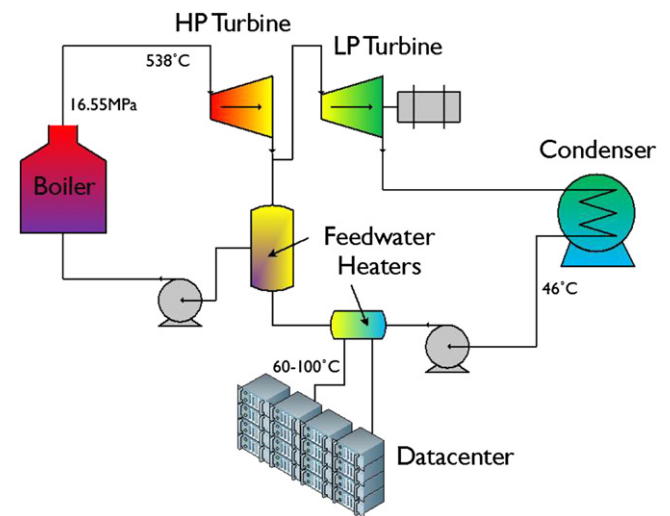 HP Turbine
538°C
LP Turbine
16.55MPa
Condenser
Boiler
Feedwater
Heaters
46°C
60-100°C
Datacenter